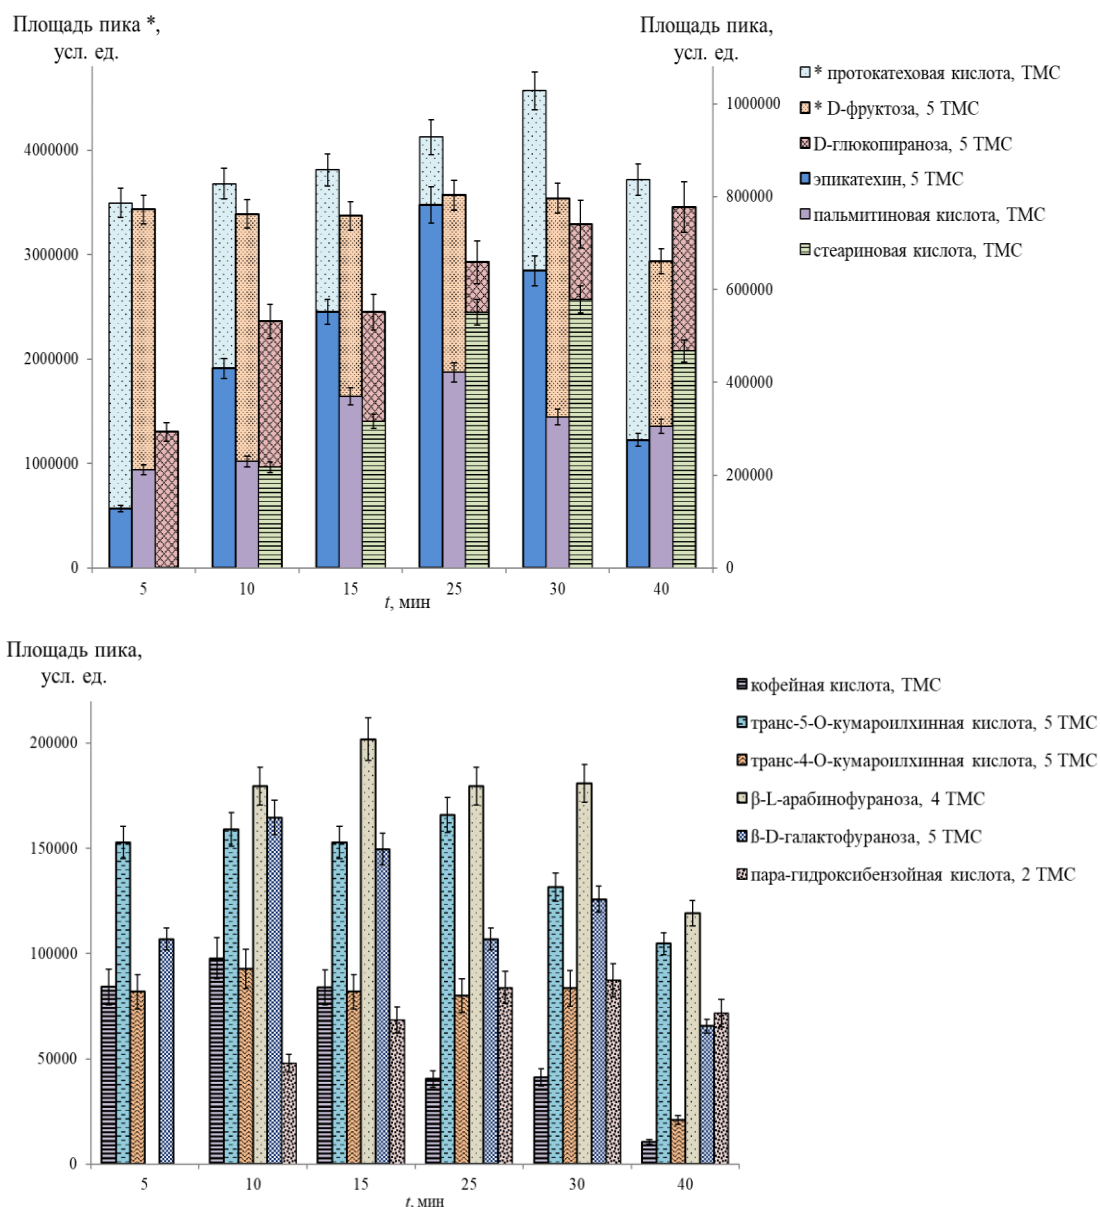 Площадь пика *,
усл. ед.
Площадь пика,
усл. ед.
4000000
3000000
2000000
1000000
0
1000000
800000
600000
400000
200000
0
5 10 15 25 30 40
t, мин
* протокатеховая кислота, ТМС
* D-фруктоза, 5 ТМС
D-глюкопираноза, 5 ТМС
эпикатехин, 5 ТМС
пальмитиновая кислота, ТМС
стеариновая кислота, ТМС
Площадь пика,
усл. ед.
200000
150000
100000
50000
0
5 10 15 25 30 40
t, мин
кофейная кислота, ТМС
транс-5-О-кумароилхинная кислота, 5 ТМС
транс-4-О-кумароилхинная кислота, 5 ТМС
β-L-арабинофураноза, 4 ТМС
β-D-галактофураноза, 5 ТМС
пара-гидроксибензойная кислота, 2 ТМС